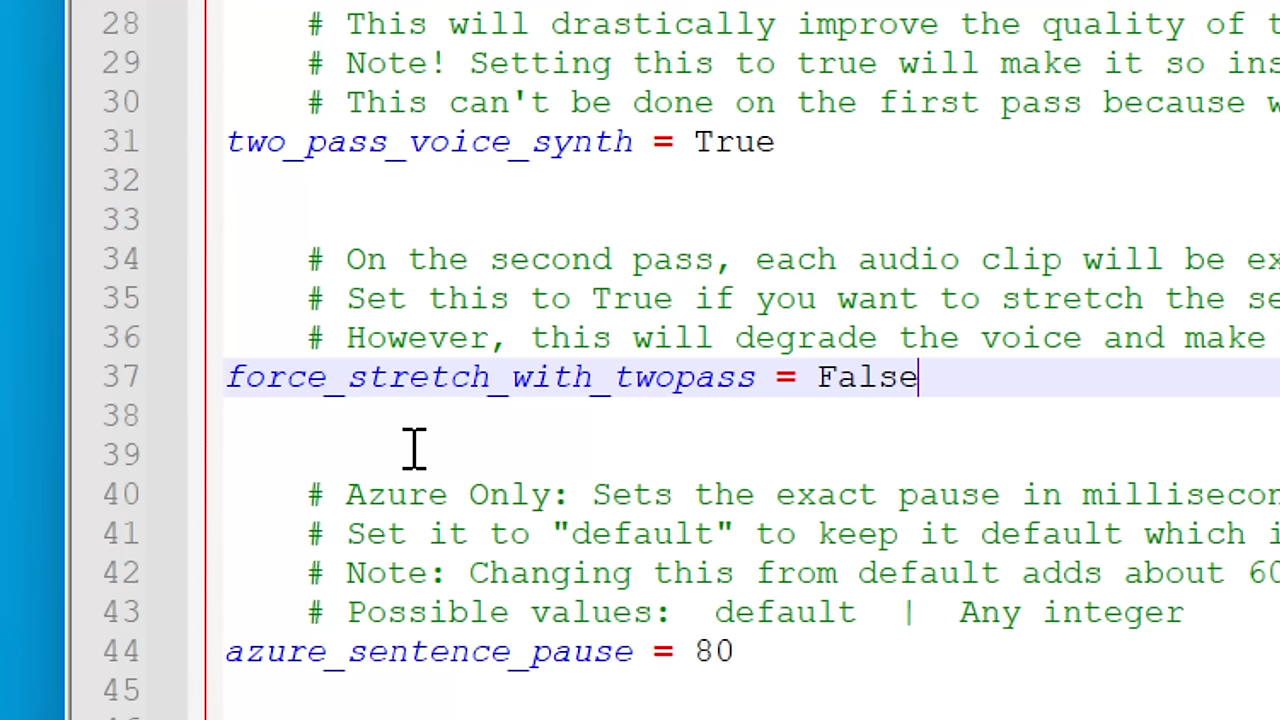 28 # This will drastically improve the quality of
29 # Note! Setting this to true will make it so
30 # This can't be done on the first pass because
31 two_pass_voice_synth = True
32
33
34 # On the second pass, each audio clip will be
35 # Set this to True if you want to stretch the
36 # However, this will degrade the voice and make
37 force_stretch_with_twopass = False
38
39
40 # Azure Only: Sets the exact pause in
41 # Set it to "default" to keep it default which
42 # Note: Changing this from default adds about
43 # Possible values: default | Any integer
44 azure_sentence_pause = 80
45